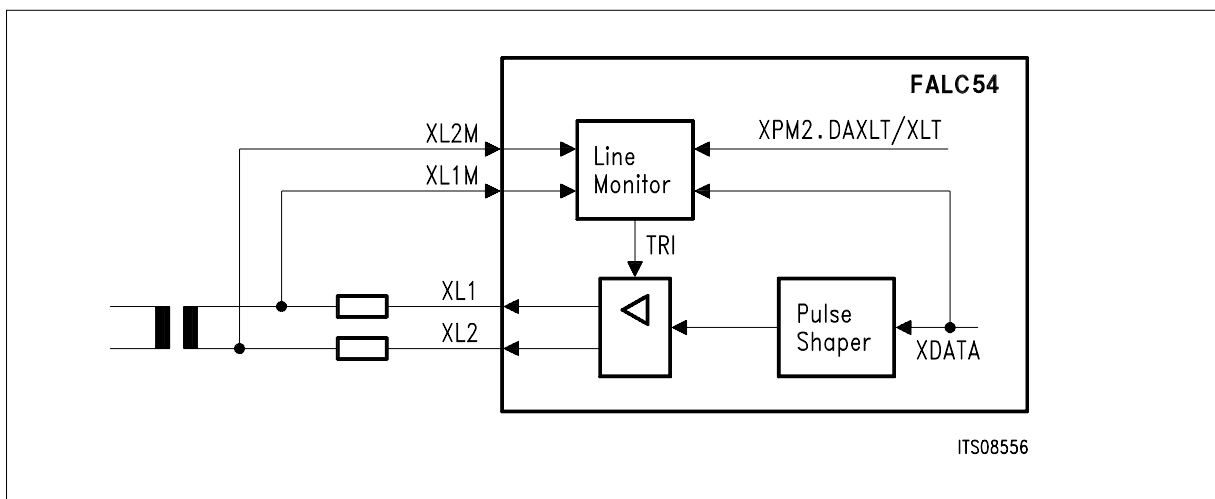 FALC54
XL2M
XPM2.DAXLT/XLT
Line
Monitor
XL1M
TRI
XL1
Pulse
Shaper
XL2
XDATA
ITS08556